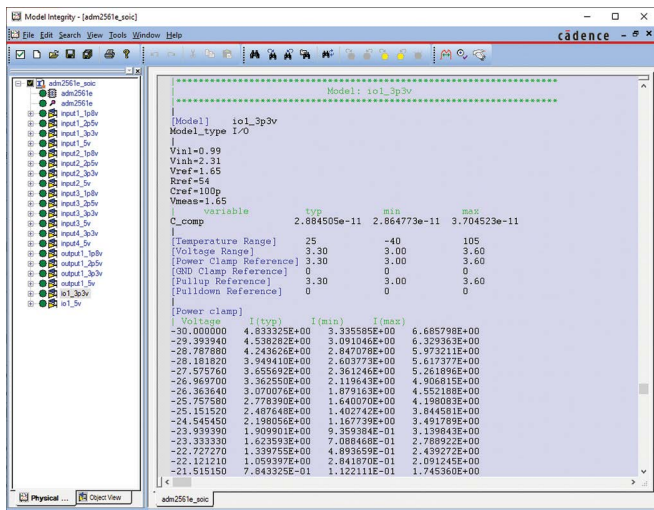 Model Integrity - [adm2561e_soic]
File Edit Search View Tools Window Help
cādence
adm2561e_soic
adm2561e
adm2561e
input1_1p8v
input1_2p5v
input1_3p3v
input1_5v
input2_1p8v
input2_2p5v
input2_3p3v
input2_5v
input3_1p8v
input3_2p5v
input3_3p3v
input3_5v
input4_3p3v
input4_5v
output1_1p8v
output1_2p5v
output1_3p3v
output1_5v
io1_3p3v
io1_5v
Physical ... Object View
|************************************************************
| Model: io1_3p3v
|************************************************************
|
[Model] io1_3p3v
Model_type I/O
|
Vinl=0.99
Vinh=2.31
Vref=1.65
Rref=54
Cref=100p
Vmeas=1.65
| variable typ min max
C_comp 2.884505e-11 2.864773e-11 3.704523e-11
|
[Temperature Range] 25 -40 105
[Voltage Range] 3.30 3.00 3.60
[Power Clamp Reference] 3.30 3.00 3.60
[GND Clamp Reference] 0 0 0
[Pullup Reference] 3.30 3.00 3.60
[Pulldown Reference] 0 0 0
|
[Power clamp]
| Voltage I(typ) I(min) I(max)
-30.000000 4.833325E+00 3.335585E+00 6.685798E+00
-29.393940 4.538282E+00 3.091046E+00 6.329363E+00
-28.787880 4.243626E+00 2.847078E+00 5.973211E+00
-28.181820 3.949410E+00 2.603773E+00 5.617377E+00
-27.575760 3.655692E+00 2.361246E+00 5.261896E+00
-26.969700 3.362550E+00 2.119643E+00 4.906815E+00
-26.363640 3.070076E+00 1.879163E+00 4.552188E+00
-25.757580 2.778390E+00 1.640070E+00 4.198083E+00
-25.151520 2.487648E+00 1.402742E+00 3.844581E+00
-24.545450 2.198056E+00 1.167739E+00 3.491789E+00
-23.939390 1.909901E+00 9.359384E-01 3.139843E+00
-23.333330 1.623593E+00 7.088468E-01 2.788922E+00
-22.727270 1.339755E+00 4.893659E-01 2.439272E+00
-22.121210 1.059397E+00 2.841870E-01 2.091245E+00
-21.515150 7.843325E-01 1.122111E-01 1.745360E+00
adm2561e_soic